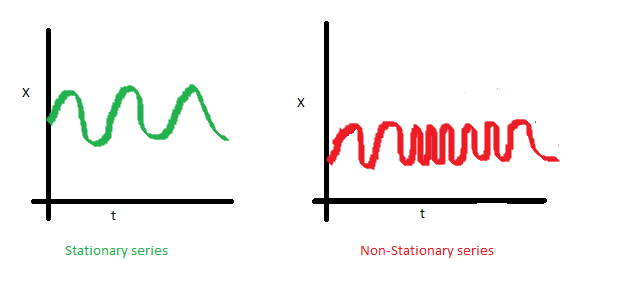 X
t
Stationary series
X
t
Non-Stationary series